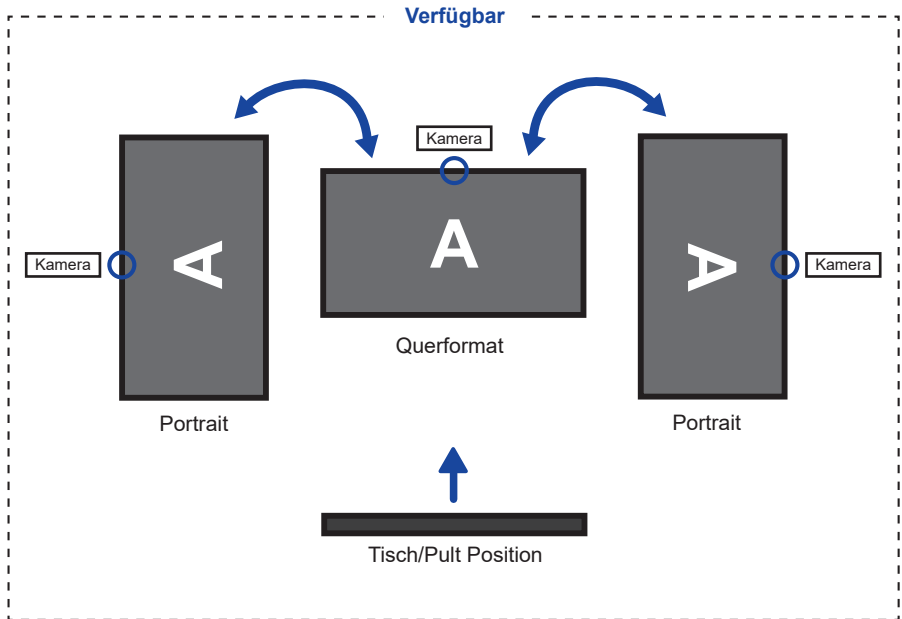 Verfügbar
Kamera
A
Querformat
Kamera
A
Portrait
Kamera
A
Portrait
Tisch/Pult Position